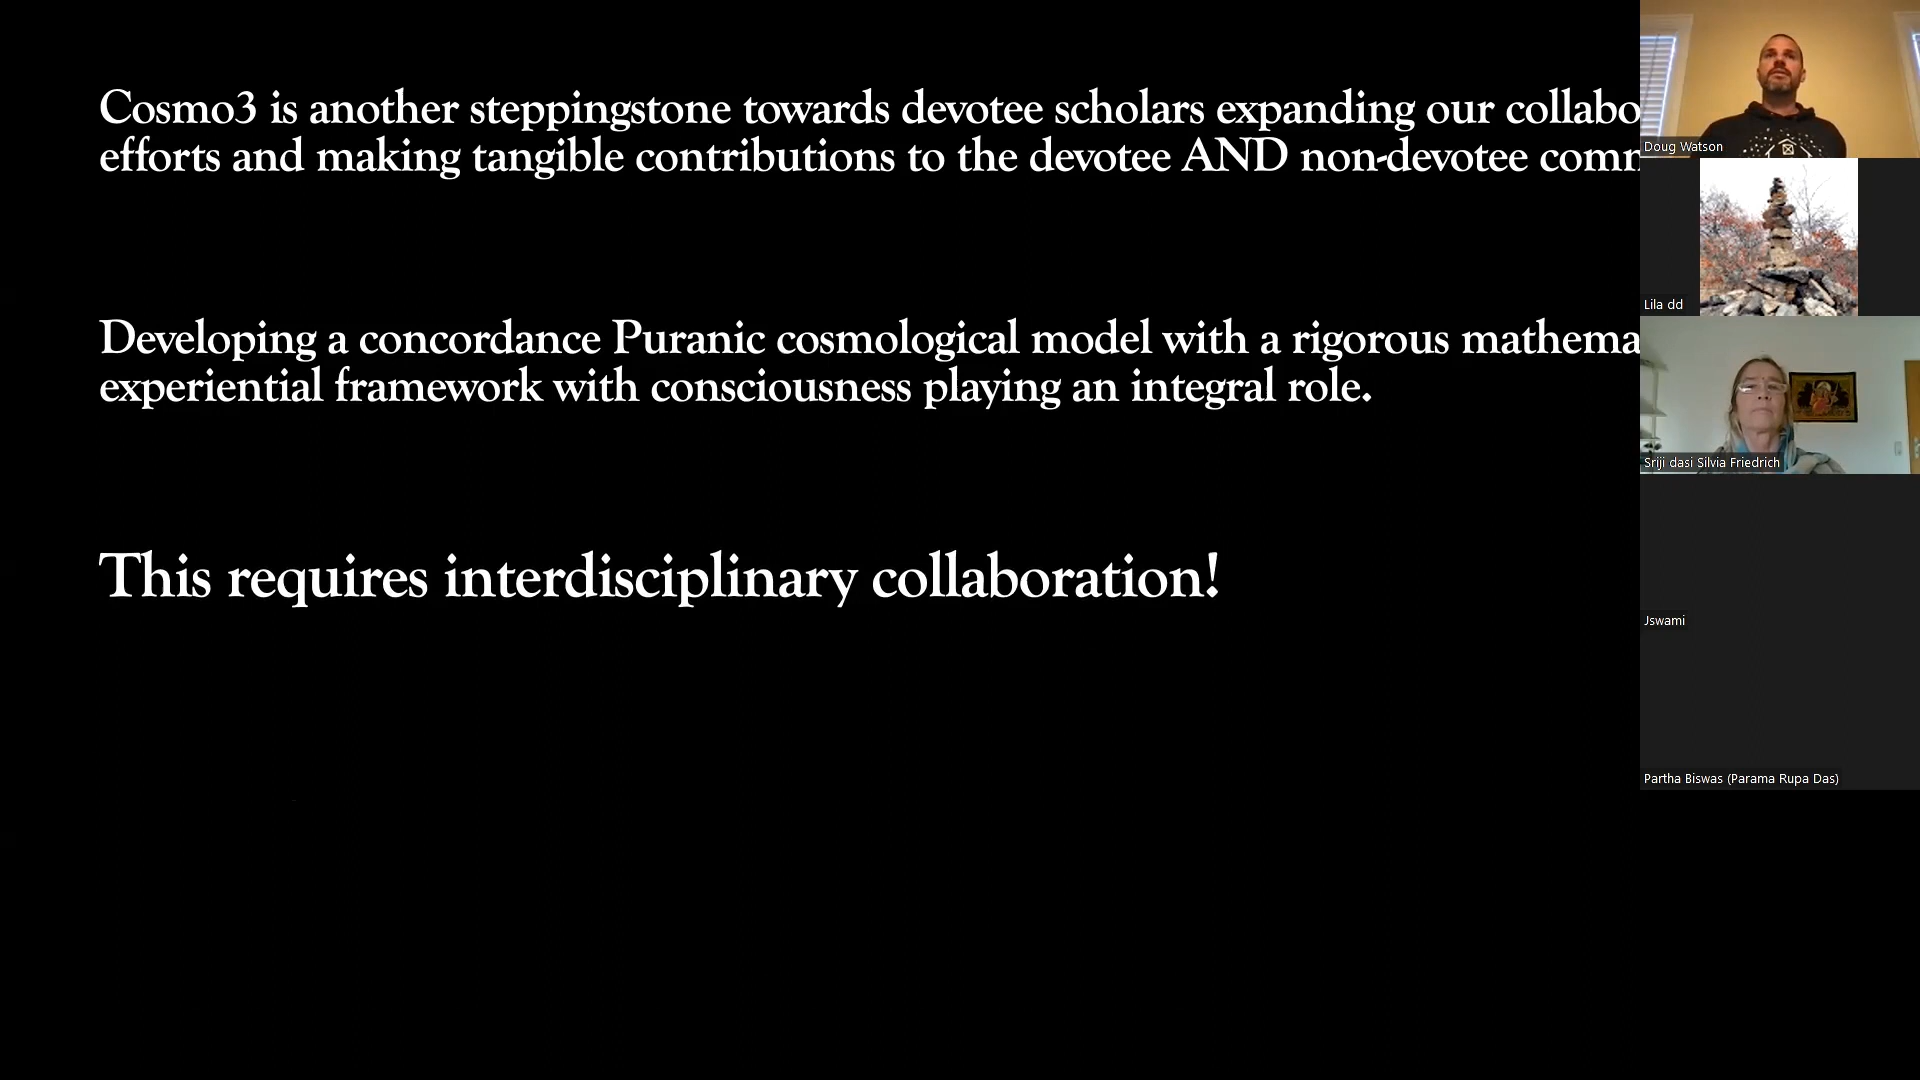 Cosmo3 is another steppingstone towards devotee scholars expanding our collabo
efforts and making tangible contributions to the devotee AND non-devotee
Developing a concordance Puranic cosmological model with a rigorous mathema
experiential framework with consciousness playing an integral role.
This requires interdisciplinary collaboration!
Doug Watson
Lila dd
Sriji dasi Silvia Friedrich
Jswami
Partha Biswas (Parama Rupa Das)